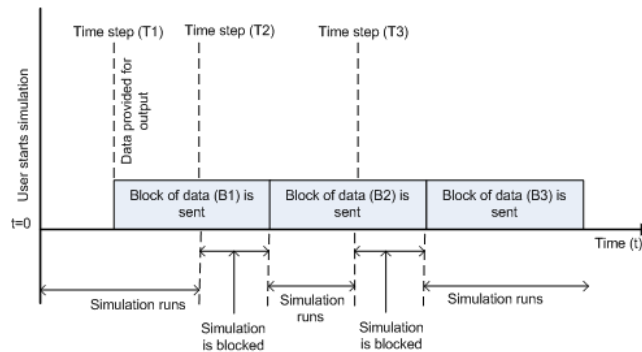 Time step (T1)
Time step (T2)
Time step (T3)
User starts simulation
Data provided for
output
Block of data (B1) is
sent
Block of data (B2) is
sent
Block of data (B3) is
sent
t=0
Time (t)
Simulation runs
Simulation
is blocked
Simulation
runs
Simulation
is blocked
Simulation runs